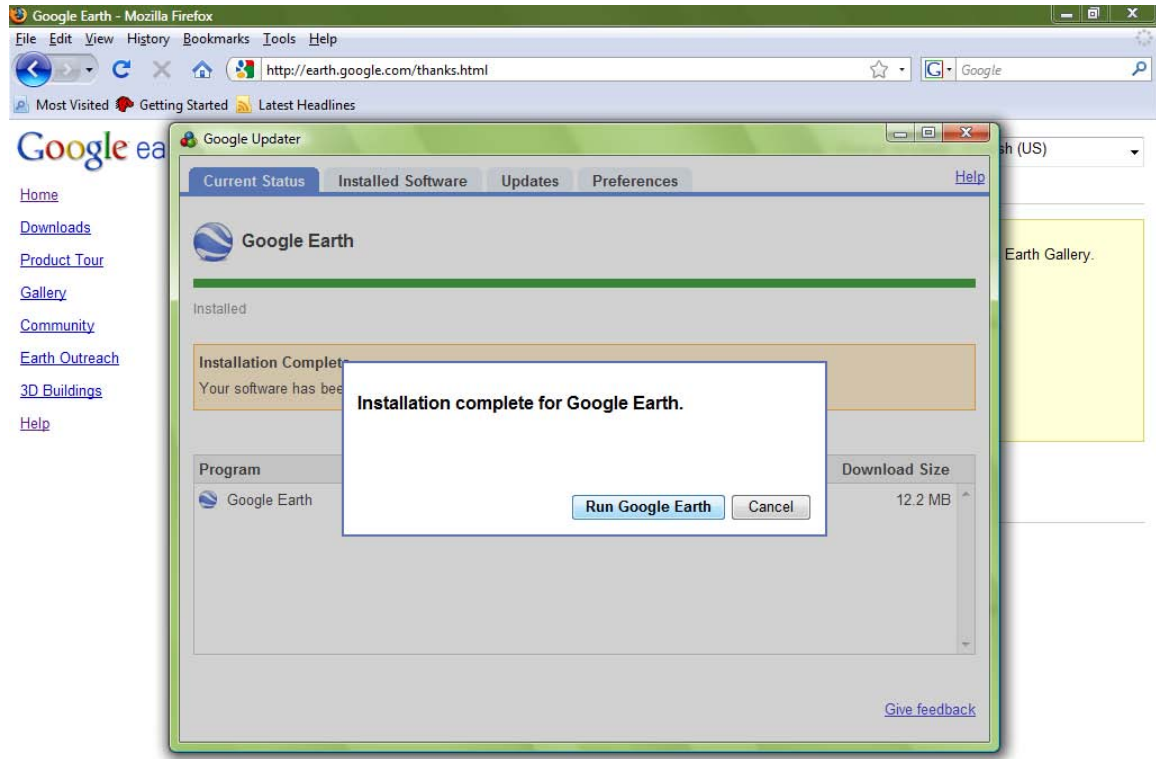 Google Earth - Mozilla Firefox
File Edit View History Bookmarks Tools Help
http://earth.google.com/thanks.html
Google
Most Visited Getting Started Latest Headlines
Google ea
sh (US)
Home
Downloads
Product Tour
Gallery
Community
Earth Outreach
3D Buildings
Help
Earth Gallery.
Google Updater
Current Status Installed Software Updates Preferences Help
Google Earth
Installed
Installation Complete
Your software has bee
Installation complete for Google Earth.
Run Google Earth Cancel
Program Download Size
Google Earth 12.2 MB
Give feedback